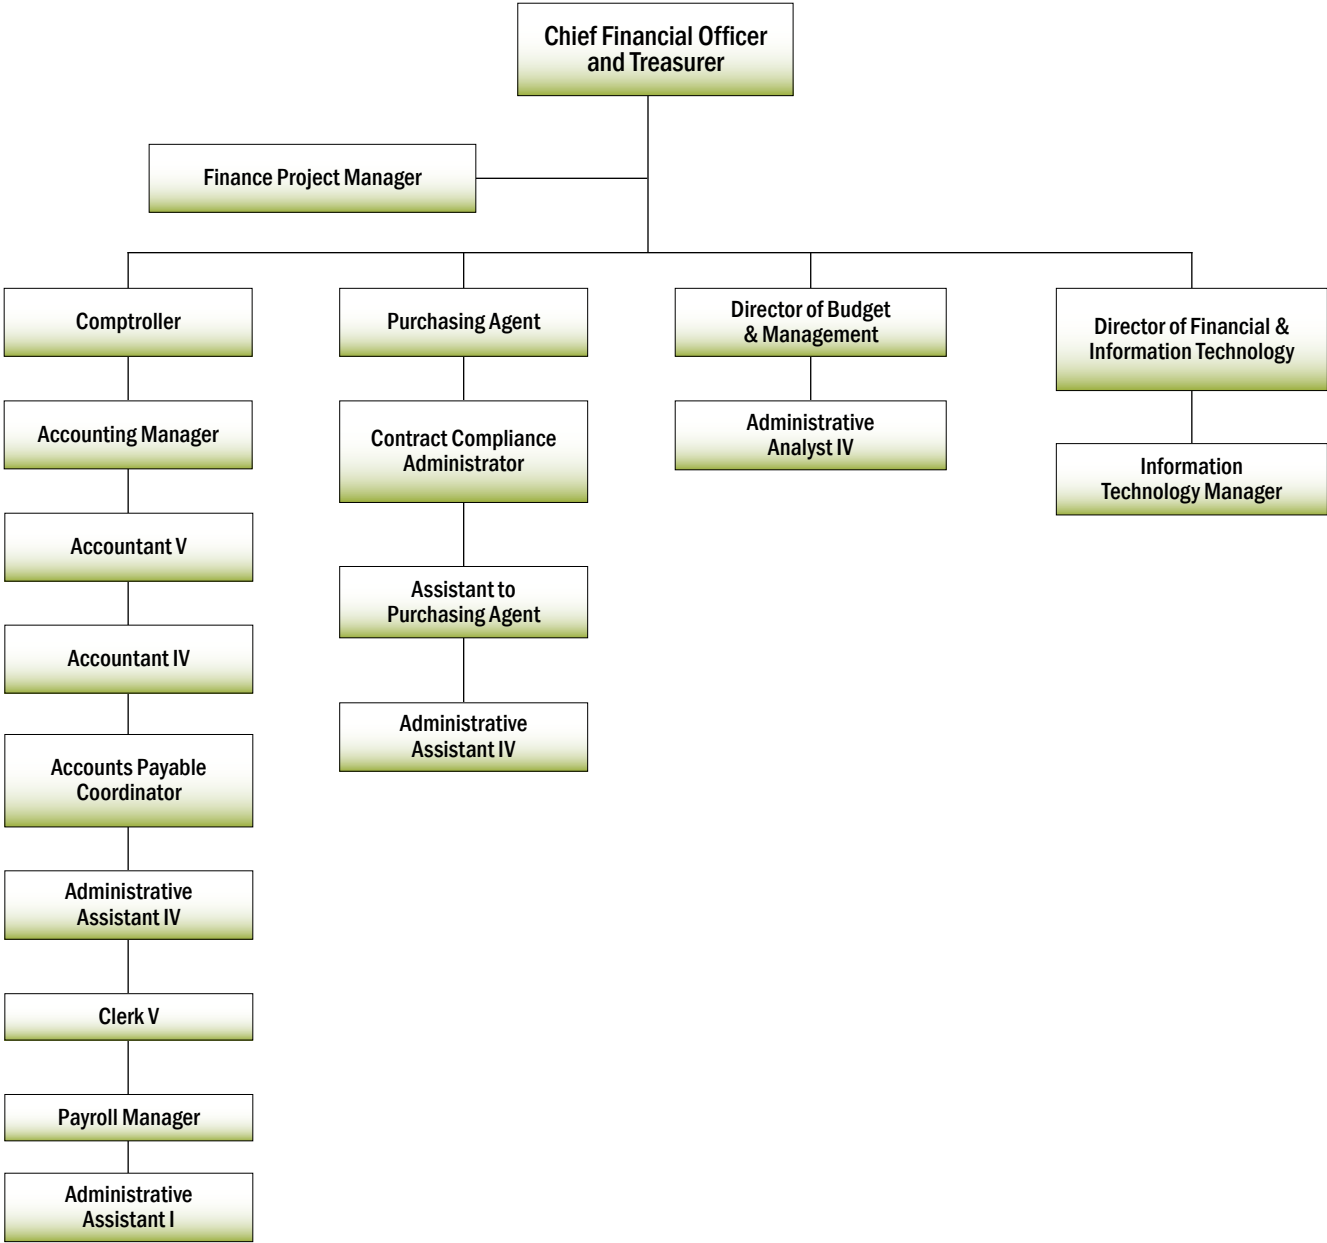 Chief Financial Officer
and Treasurer
Finance Project Manager
Comptroller
Purchasing Agent
Director of Budget
& Management
Director of Financial &
Information Technology
Accounting Manager
Contract Compliance
Administrator
Administrative
Analyst IV
Information
Technology Manager
Accountant V
Assistant to
Purchasing Agent
Accountant IV
Administrative
Assistant IV
Accounts Payable
Coordinator
Administrative
Assistant IV
Clerk V
Payroll Manager
Administrative
Assistant I